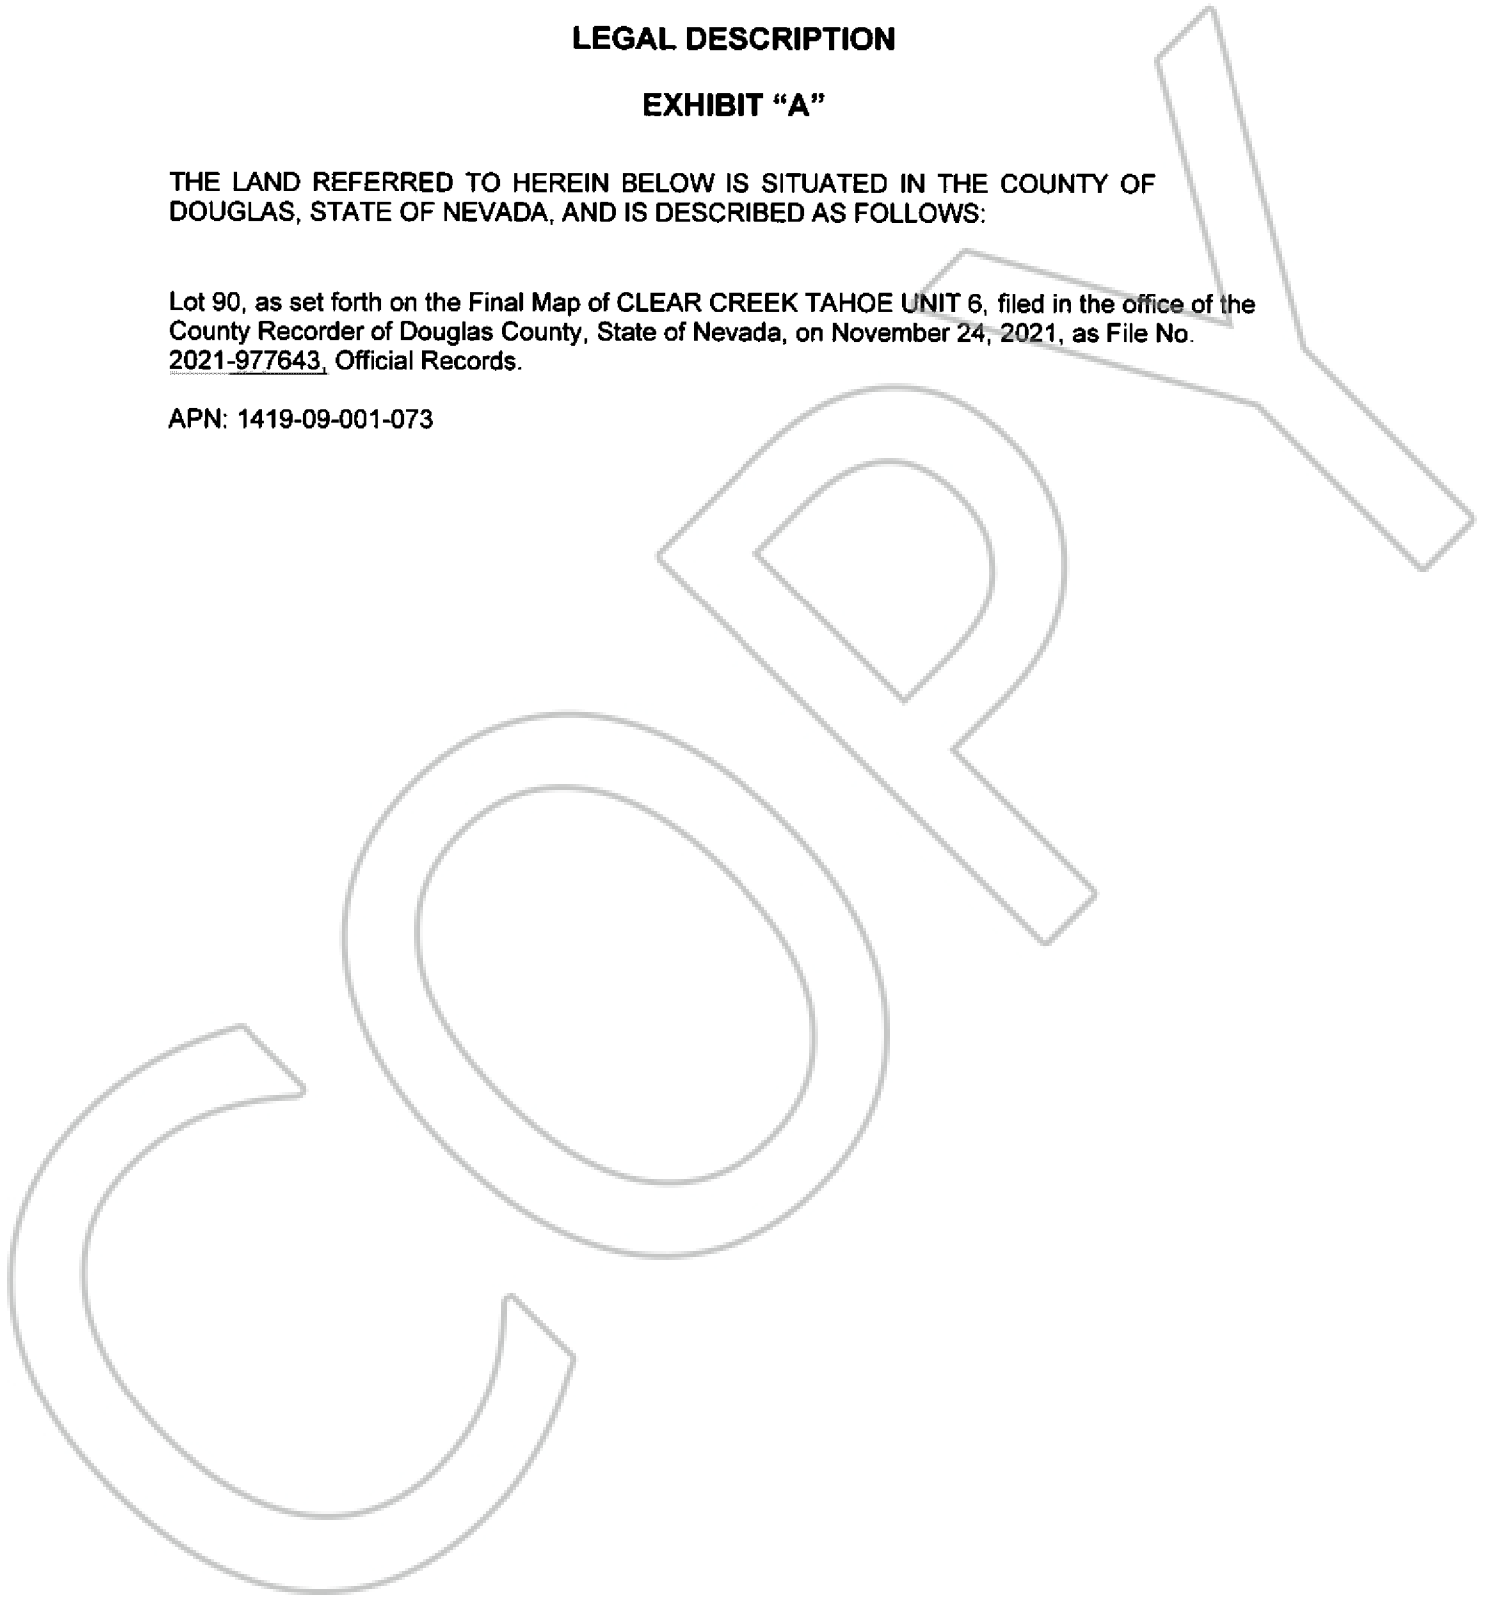 LEGAL DESCRIPTION
EXHIBIT “A”
THE LAND REFERRED TO HEREIN BELOW IS SITUATED IN THE COUNTY OF
DOUGLAS, STATE OF NEVADA, AND IS DESCRIBED AS FOLLOWS:
Lot 90, as set forth on the Final Map of CLEAR CREEK TAHOE UNIT 6, filed in the office of the
County Recorder of Douglas County, State of Nevada, on November 24, 2021, as File No.
2021-977643, Official Records.
APN: 1419-09-001-073
COPY